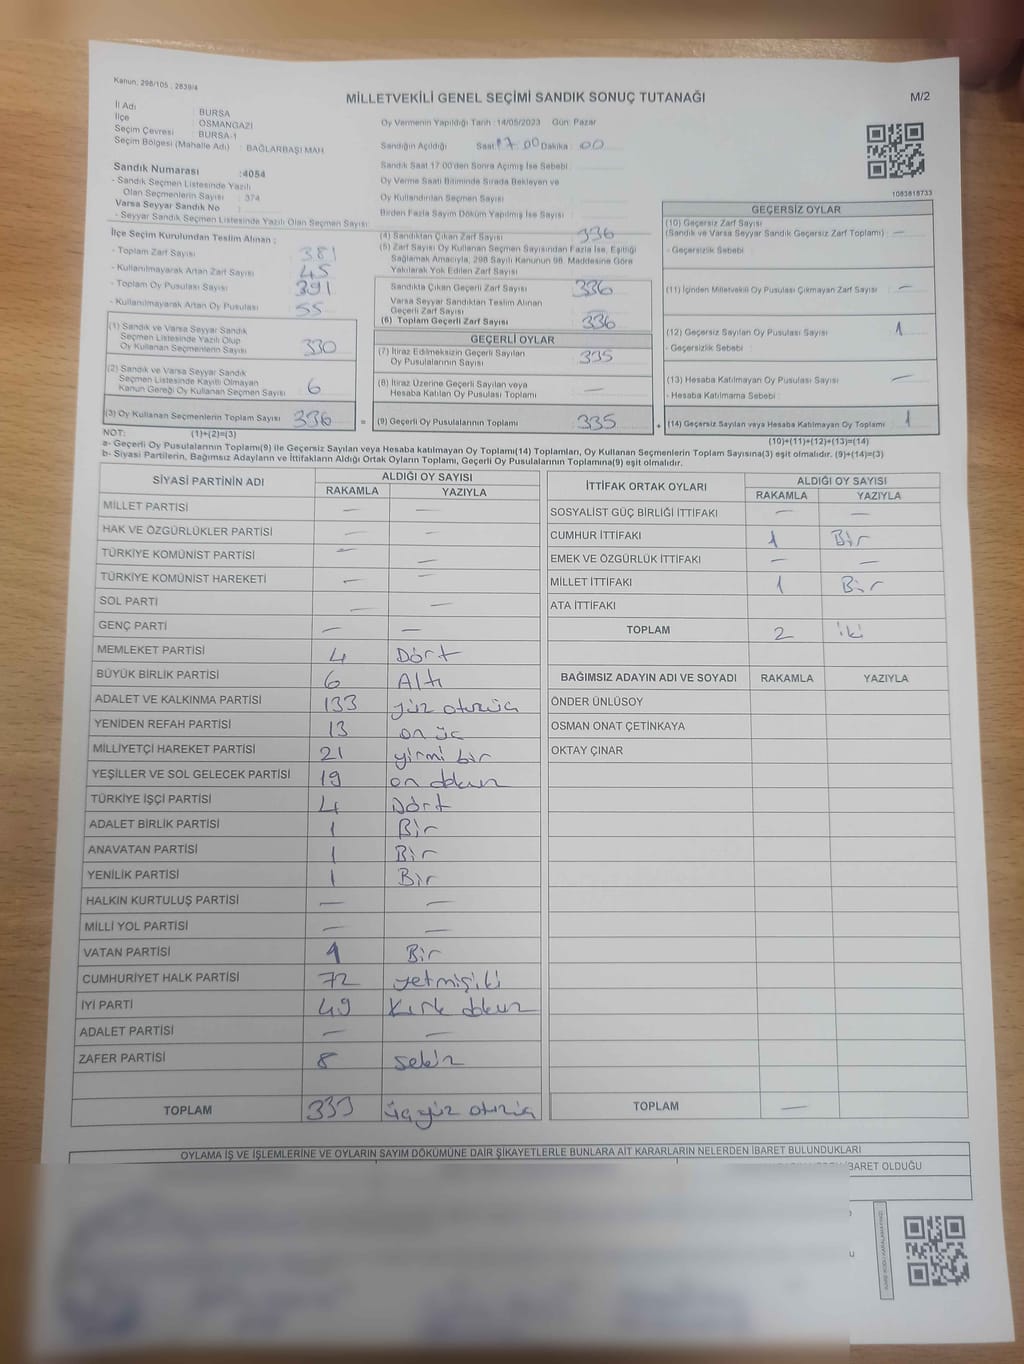 Kanun: 298/105 , 2839/4
MİLLETVEKİLİ GENEL SEÇİMİ SANDIK SONUÇ TUTANAĞI
M/2
İl Adı : BURSA
İlçe : OSMANGAZİ
Seçim Çevresi : BURSA-1
Seçim Bölgesi (Mahalle Adı) : BAĞLARBAŞI MAH
Sandık Numarası :4054
- Sandık Seçmen Listesinde Yazılı
Olan Seçmenlerin Sayısı : 374
Varsa Seyyar Sandık No :
- Seyyar Sandık Seçmen Listesinde Yazılı Olan Seçmen Sayısı:
Oy Vermenin Yapıldığı Tarih :14/05/2023 Gün: Pazar
Sandığın Açıldığı Saat 17 00 Dakika : 00
Sandık Saat 17:00'den Sonra Açımış İse Sebebi
Oy Verme Saati Bitiminde Sırada Bekleyen ve
Oy Kullandırılan Seçmen Sayısı
Birden Fazla Sayım Döküm Yapılmış İse Sayısı
1083818733
İlçe Seçim Kurulundan Teslim Alınan ;
- Toplam Zarf Sayısı : 381
- Kullanılmayarak Artan Zarf Sayısı : 45
- Toplam Oy Pusulası Sayısı : 391
- Kullanılmayarak Artan Oy Pusulası : 55
(1) Sandık ve Varsa Seyyar Sandık
Seçmen Listesinde Yazılı Olup
Oy Kullanan Seçmenlerin Sayısı 330
(2) Sandık ve Varsa Seyyar Sandık
Seçmen Listesinde Kayıtlı Olmayan
Kanun Gereği Oy Kullanan Seçmen Sayısı 6
(3) Oy Kullanan Seçmenlerin Toplam Sayısı 336
(4) Sandıktan Çıkan Zarf Sayısı 336
(5) Zarf Sayısı Oy Kullanan Seçmen Sayısından Fazla İse, Eşitliği
Sağlamak Amacıyla, 298 Sayılı Kanunun 98. Maddesine Göre
Yakılarak Yok Edilen Zarf Sayısı
Sandıkta Çıkan Geçerli Zarf Sayısı 336
Varsa Seyyar Sandıktan Teslim Alınan
Geçerli Zarf Sayısı
(6) Toplam Geçerli Zarf Sayısı 336
GEÇERLİ OYLAR
(7) İtiraz Edilmeksizin Geçerli Sayılan
Oy Pusulalarının Sayısı 335
(8) İtiraz Üzerine Geçerli Sayılan veya
Hesaba Katılan Oy Pusulası Toplamı —
= (9) Geçerli Oy Pusulalarının Toplamı 335
GEÇERSİZ OYLAR
(10) Geçersiz Zarf Sayısı
(Sandık ve Varsa Seyyar Sandık Geçersiz Zarf Toplamı) —
- Geçersizlik Sebebi :
(11) İçinden Milletvekili Oy Pusulası Çıkmayan Zarf Sayısı —
(12) Geçersiz Sayılan Oy Pusulası Sayısı 1
- Geçersizlik Sebebi :
(13) Hesaba Katılmayan Oy Pusulası Sayısı —
- Hesaba Katılmama Sebebi :
+ (14) Geçersiz Sayılan veya Hesaba Katılmayan Oy Toplamı 1
NOT: (1)+(2)=(3)
(10)+(11)+(12)+(13)=(14)
a- Geçerli Oy Pusulalarının Toplamı(9) ile Geçersiz Sayılan veya Hesaba katılmayan Oy Toplamı(14) Toplamları, Oy Kullanan Seçmenlerin Toplam Sayısına(3) eşit olmalıdır. (9)+(14)=(3)
b- Siyasi Partilerin, Bağımsız Adayların ve İttifakların Aldığı Ortak Oyların Toplamı, Geçerli Oy Pusulalarının Toplamına(9) eşit olmalıdır.
SİYASİ PARTİNİN ADI ALDIĞI OY SAYISI
RAKAMLA YAZIYLA
MİLLET PARTİSİ — —
HAK VE ÖZGÜRLÜKLER PARTİSİ — —
TÜRKİYE KOMÜNİST PARTİSİ — —
TÜRKİYE KOMÜNİST HAREKETİ — —
SOL PARTİ — —
GENÇ PARTİ — —
MEMLEKET PARTİSİ 4 Dört
BÜYÜK BİRLİK PARTİSİ 6 Altı
ADALET VE KALKINMA PARTİSİ 133 yüz otuzüç
YENİDEN REFAH PARTİSİ 13 on üç
MİLLİYETÇİ HAREKET PARTİSİ 21 yirmi bir
YEŞİLLER VE SOL GELECEK PARTİSİ 19 on dokuz
TÜRKİYE İŞÇİ PARTİSİ 4 Dört
ADALET BİRLİK PARTİSİ 1 Bir
ANAVATAN PARTİSİ 1 Bir
YENİLİK PARTİSİ 1 Bir
HALKIN KURTULUŞ PARTİSİ — —
MİLLİ YOL PARTİSİ — —
VATAN PARTİSİ 1 Bir
CUMHURİYET HALK PARTİSİ 72 yetmişiki
İYİ PARTİ 49 Kırk dokuz
ADALET PARTİSİ — —
ZAFER PARTİSİ 8 sekiz
TOPLAM 333 üçyüz otuzüç
İTTİFAK ORTAK OYLARI ALDIĞI OY SAYISI
RAKAMLA YAZIYLA
SOSYALİST GÜÇ BİRLİĞİ İTTİFAKI — —
CUMHUR İTTİFAKI 1 Bir
EMEK VE ÖZGÜRLÜK İTTİFAKI — —
MİLLET İTTİFAKI 1 Bir
ATA İTTİFAKI
TOPLAM 2 iki
BAĞIMSIZ ADAYIN ADI VE SOYADI RAKAMLA YAZIYLA
ÖNDER ÜNLÜSOY
OSMAN ONAT ÇETİNKAYA
OKTAY ÇINAR
TOPLAM —
OYLAMA İŞ VE İŞLEMLERİNE VE OYLARIN SAYIM DÖKÜMÜNE DAİR ŞİKAYETLERLE BUNLARA AİT KARARLARIN NELERDEN İBARET BULUNDUKLARI
İBARET OLDUĞU